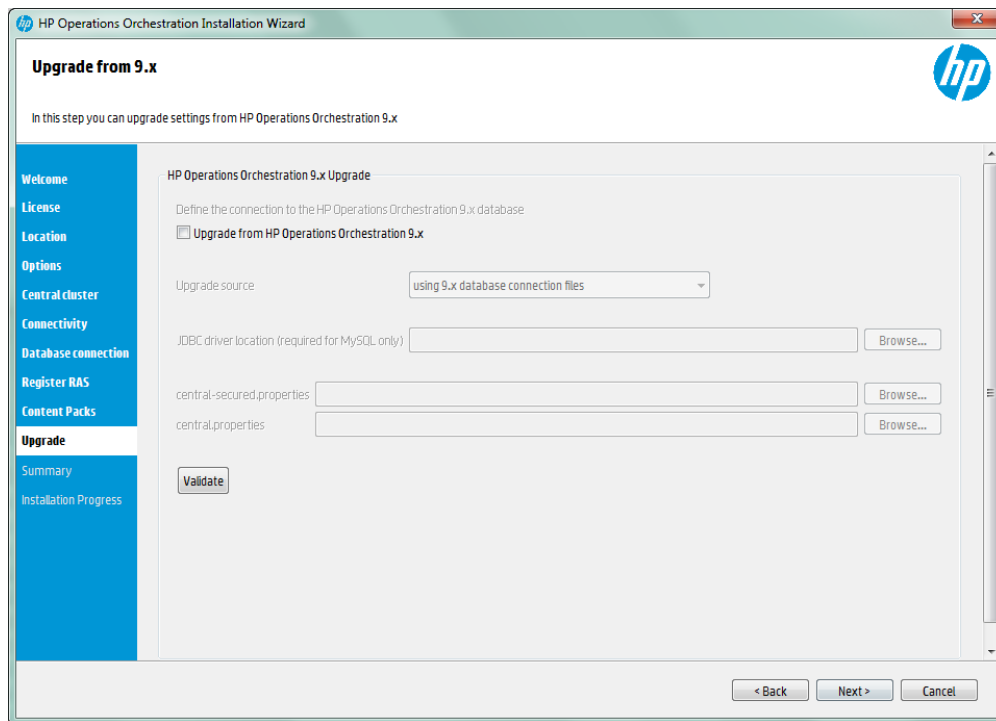 HP Operations Orchestration Installation Wizard
Upgrade from 9.x
hp
In this step you can upgrade settings from HP Operations Orchestration 9.x
Welcome
License
Location
Options
Central cluster
Connectivity
Database connection
Register RAS
Content Packs
Upgrade
Summary
Installation Progress
HP Operations Orchestration 9.x Upgrade
Define the connection to the HP Operations Orchestration 9.x database
Upgrade from HP Operations Orchestration 9.x
Upgrade source using 9.x database connection files
JDBC driver location (required for MySQL only) Browse...
central-secured.properties Browse...
central.properties Browse...
Validate
< Back Next > Cancel